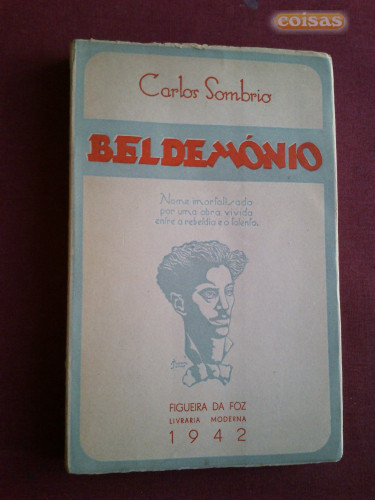 coisas
Carlos Sombrio
BELDEMÓNIO
Nome imortalizado
por uma obra vivida
entre a rebeldia e o talento.
FIGUEIRA DA FOZ
LIVRARIA MODERNA
1942